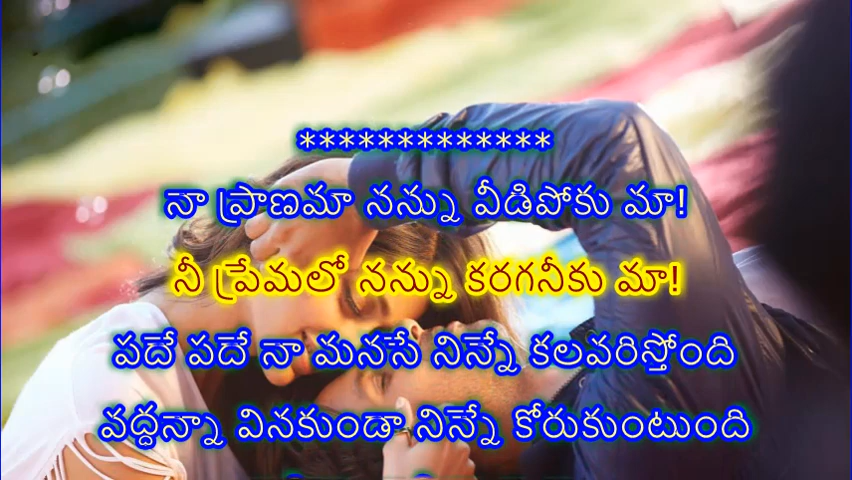 *************
నా ప్రాణమా నన్ను వీడిపోకు మా!
నీ ప్రేమలో నన్ను కరగనీకు మా!
పదే పదే నా మనసే నిన్నే కలవరిస్తోంది
వద్దన్నా వినకుండా నిన్నే కోరుకుంటుంది